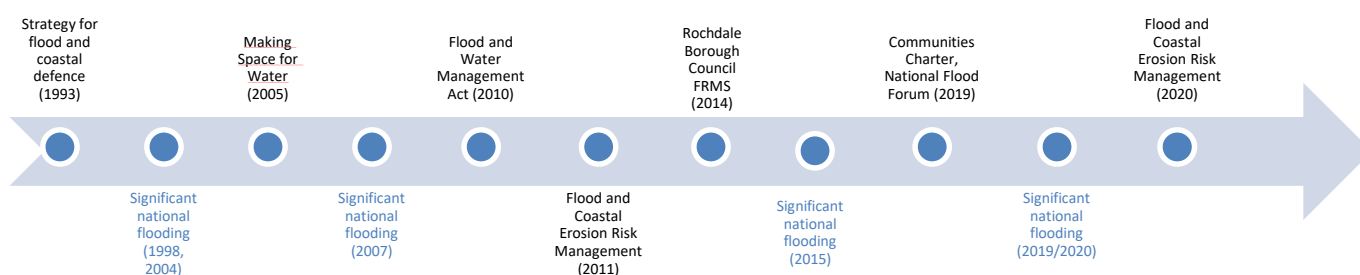 Strategy for
flood and
coastal
defence
(1993)
Significant
national
flooding
(1998,
2004)
Making
Space for
Water
(2005)
Significant
national
flooding
(2007)
Flood and
Water
Management
Act (2010)
Flood and
Coastal
Erosion Risk
Management
(2011)
Rochdale
Borough
Council
FRMS
(2014)
Significant
national
flooding
(2015)
Communities
Charter,
National Flood
Forum (2019)
Significant
national
flooding
(2019/2020)
Flood and
Coastal
Erosion Risk
Management
(2020)